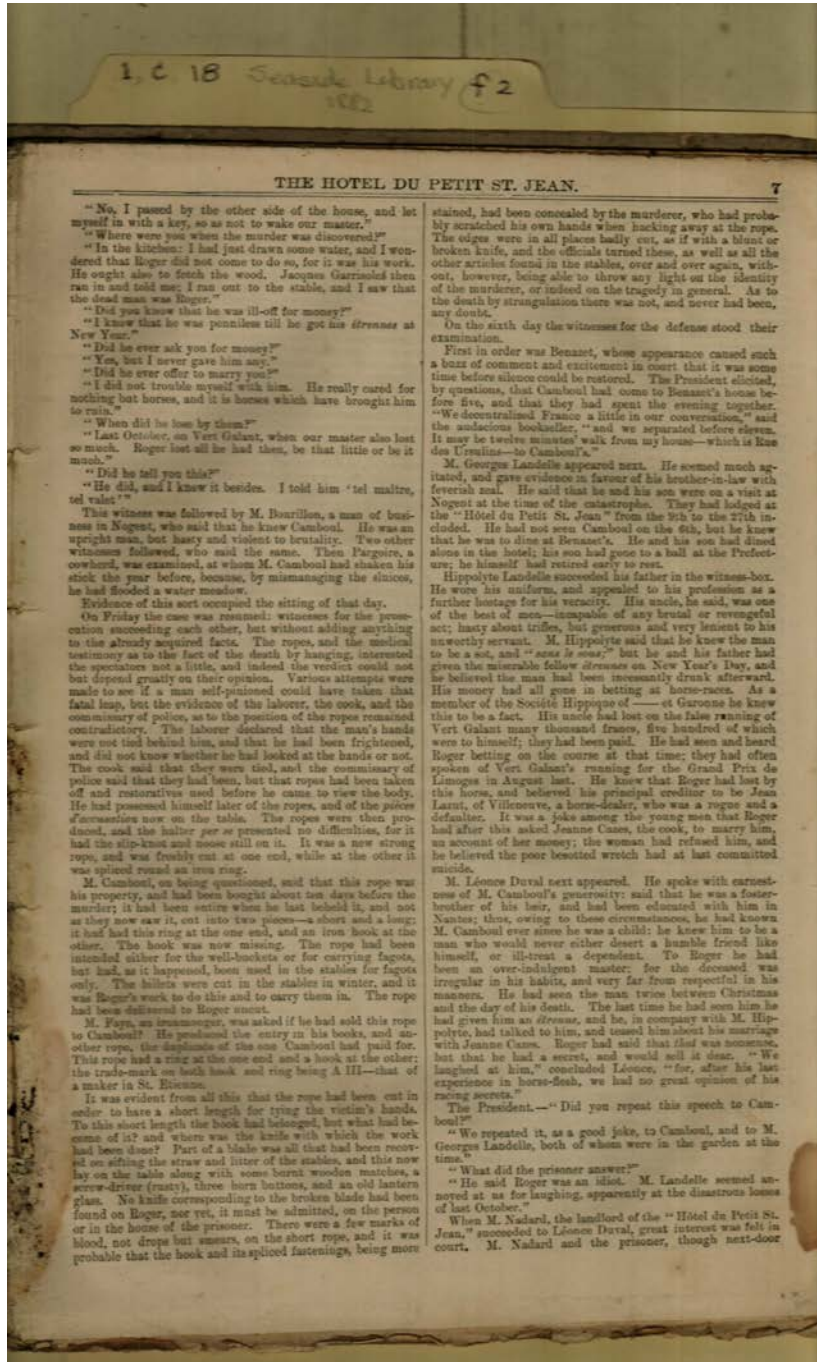 1, C 18 Seaside Library f 2
1882
THE HOTEL DU PETIT ST. JEAN.
7
"No, I passed by the other side of the house, and let
myself in with a key, so as not to wake our master."
"Where were you when the murder was discovered?"
"In the kitchen: I had just drawn some water, and I won-
dered that Roger did not come to do so, for it was his work.
He ought also to fetch the wood. Jacques Garrisoles then
ran in and told me; I ran out to the stable, and I saw that
the dead man was Roger."
"Did you know that he was ill-off for money?"
"I know that he was penniless till he got his étrennes at
New Year."
"Did he ever ask you for money?"
"Yes, but I never gave him any."
"Did he ever offer to marry you?"
"I did not trouble myself with him. He really cared for
nothing but horses, and it is horses which have brought him
to ruin."
"When did he lose by them?"
"Last October, on Vert Galant, when our master also lost
so much. Roger lost all he had then, be that little or be it
much."
"Did he tell you this?"
"He did, and I knew it besides. I told him 'tel maître,
tel valet'"
This witness was followed by M. Bourillon, a man of busi-
ness in Nogent, who said that he knew Camboul. He was an
upright man, but hasty and violent to brutality. Two other
witnesses followed, who said the same. Then Pargoire, a
cowherd, was examined, at whom M. Camboul had shaken his
stick the year before, because, by mismanaging the sluices,
he had flooded a water meadow.
Evidence of this sort occupied the sitting of that day.
On Friday the case was resumed: witnesses for the prose-
cution succeeding each other, but without adding anything
to the already acquired facts. The ropes, and the medical
testimony as to the fact of the death by hanging, interested
the spectators not a little, and indeed the verdict could not
but depend greatly on their opinion. Various attempts were
made to see if a man self-pinioned could have taken that
fatal leap, but the evidence of the laborer, the cook, and the
commissary of police, as to the position of the ropes remained
contradictory. The laborer declared that the man's hands
were not tied behind him, and that he had been frightened,
and did not know whether he had looked at the hands or not.
The cook said that they were tied, and the commissary of
police said that they had been, but that ropes had been taken
off and restoratives used before he came to view the body.
He had possessed himself later of the ropes, and of the pièces
d'accusation now on the table. The ropes were then pro-
duced, and the halter per se presented no difficulties, for it
had the slip-knot and noose still on it. It was a new strong
rope, and was freshly cut at one end, while at the other it
was spliced round an iron ring.
M. Camboul, on being questioned, said that this rope was
his property, and had been bought about ten days before the
murder; it had been entire when he last beheld it, and not
as they now saw it, cut into two pieces—a short and a long;
it had had this ring at the one end, and an iron hook at the
other. The hook was now missing. The rope had been
intended either for the well-buckets or for carrying fagots,
but had, as it happened, been used in the stables for fagots
only. The billets were cut in the stables in winter, and it
was Roger's work to do this and to carry them in. The rope
had been delivered to Roger uncut.
M. Fays, an ironmonger, was asked if he had sold this rope
to Camboul? He produced the entry in his books, and an-
other rope, the duplicate of the one Camboul had paid for.
This rope had a ring at the one end and a hook at the other;
the trade-mark on both hook and ring being A III—that of
a maker in St. Etienne.
It was evident from all this that the rope had been cut in
order to have a short length for tying the victim's hands.
To this short length the hook had belonged, but what had be-
come of it? and where was the knife with which the work
had been done? Part of a blade was all that had been recov-
ed on sifting the straw and litter of the stables, and this now
lay on the table along with some burnt wooden matches, a
screw-driver (rusty), three horn buttons, and an old lantern
glass. No knife corresponding to the broken blade had been
found on Roger, nor yet, it must be admitted, on the person
or in the house of the prisoner. There were a few marks of
blood, not drops but smears, on the short rope, and it was
probable that the hook and its spliced fastenings, being more
stained, had been concealed by the murderer, who had proba-
bly scratched his own hands when hacking away at the rope.
The edges were in all places badly cut, as if with a blunt or
broken knife, and the officials turned these, as well as all the
other articles found in the stables, over and over again, with-
out, however, being able to throw any light on the identity
of the murderer, or indeed on the tragedy in general. As to
the death by strangulation there was not, and never had been,
any doubt.
On the sixth day the witnesses for the defense stood their
examination.
First in order was Benazet, whose appearance caused such
a buzz of comment and excitement in court that it was some
time before silence could be restored. The President elicited,
by questions, that Camboul had come to Benazet's house be-
fore five, and that they had spent the evening together.
"We decentralized France a little in our conversation," said
the audacious bookseller, "and we separated before eleven.
It may be twelve minutes' walk from my house—which is Rue
des Ursulins—to Camboul's."
M. Georges Landelle appeared next. He seemed much ag-
itated, and gave evidence in favour of his brother-in-law with
feverish zeal. He said that he and his son were on a visit at
Nogent at the time of the catastrophe. They had lodged at
the "Hôtel du Petit St. Jean" from the 9th to the 27th in-
cluded. He had not seen Camboul on the 6th, but he knew
that he was to dine at Benazet's. He and his son had dined
alone in the hotel; his son had gone to a ball at the Prefect-
ure; he himself had retired early to rest.
Hippolyte Landelle succeeded his father in the witness-box.
He wore his uniform, and appealed to his profession as a
further hostage for his veracity. His uncle, he said, was one
of the best of men—incapable of any brutal or revengeful
act; hasty about trifles, but generous and very lenient to his
unworthy servant. M. Hippolyte said that he knew the man
to be a sot, and "sans le sous;" but he and his father had
given the miserable fellow étrennes on New Year's Day, and
he believed the man had been incessantly drunk afterward.
His money had all gone in betting at horse-races. As a
member of the Société Hippique of —— et Garonne he knew
this to be a fact. His uncle had lost on the false running of
Vert Galant many thousand francs, five hundred of which
were to himself; they had been paid. He had seen and heard
Roger betting on the course at that time; they had often
spoken of Vert Galant's running for the Grand Prix de
Limoges in August last. He knew that Roger had lost by
this horse, and believed his principal creditor to be Jean
Larut, of Villeneuve, a horse-dealer, who was a rogue and a
defaulter. It was a joke among the young men that Roger
had after this asked Jeanne Canes, the cook, to marry him,
on account of her money; the woman had refused him, and
he believed the poor besotted wretch had at last committed
suicide.
M. Léonce Duval next appeared. He spoke with earnest-
ness of M. Camboul's generosity: said that he was a foster-
brother of his heir, and had been educated with him in
Nantes; thus, owing to these circumstances, he had known
M. Camboul ever since he was a child: he knew him to be a
man who would never either desert a humble friend like
himself, or ill-treat a dependent. To Roger he had
been an over-indulgent master: for the deceased was
irregular in his habits, and very far from respectful in his
manners. He had seen the man twice between Christmas
and the day of his death. The last time he had seen him he
had given him an étrenne, and he, in company with M. Hip-
polyte, had talked to him, and teased him about his marriage
with Jeanne Canes. Roger had said that that was nonsense,
but that he had a secret, and would sell it dear. "We
laughed at him," concluded Léonce, "for, after his last
experience in horse-flesh, we had no great opinion of his
racing secrets."
The President.—"Did you repeat this speech to Cam-
boul?"
"We repeated it, as a good joke, to Camboul, and to M.
Georges Landelle, both of whom were in the garden at the
time."
"What did the prisoner answer?"
"He said Roger was an idiot. M. Landelle seemed an-
noyed at us for laughing, apparently at the disastrous losses
of last October."
When M. Nadard, the landlord of the "Hôtel du Petit St.
Jean," succeeded to Léonce Duval, great interest was felt in
court. M. Nadard and the prisoner, though next-door